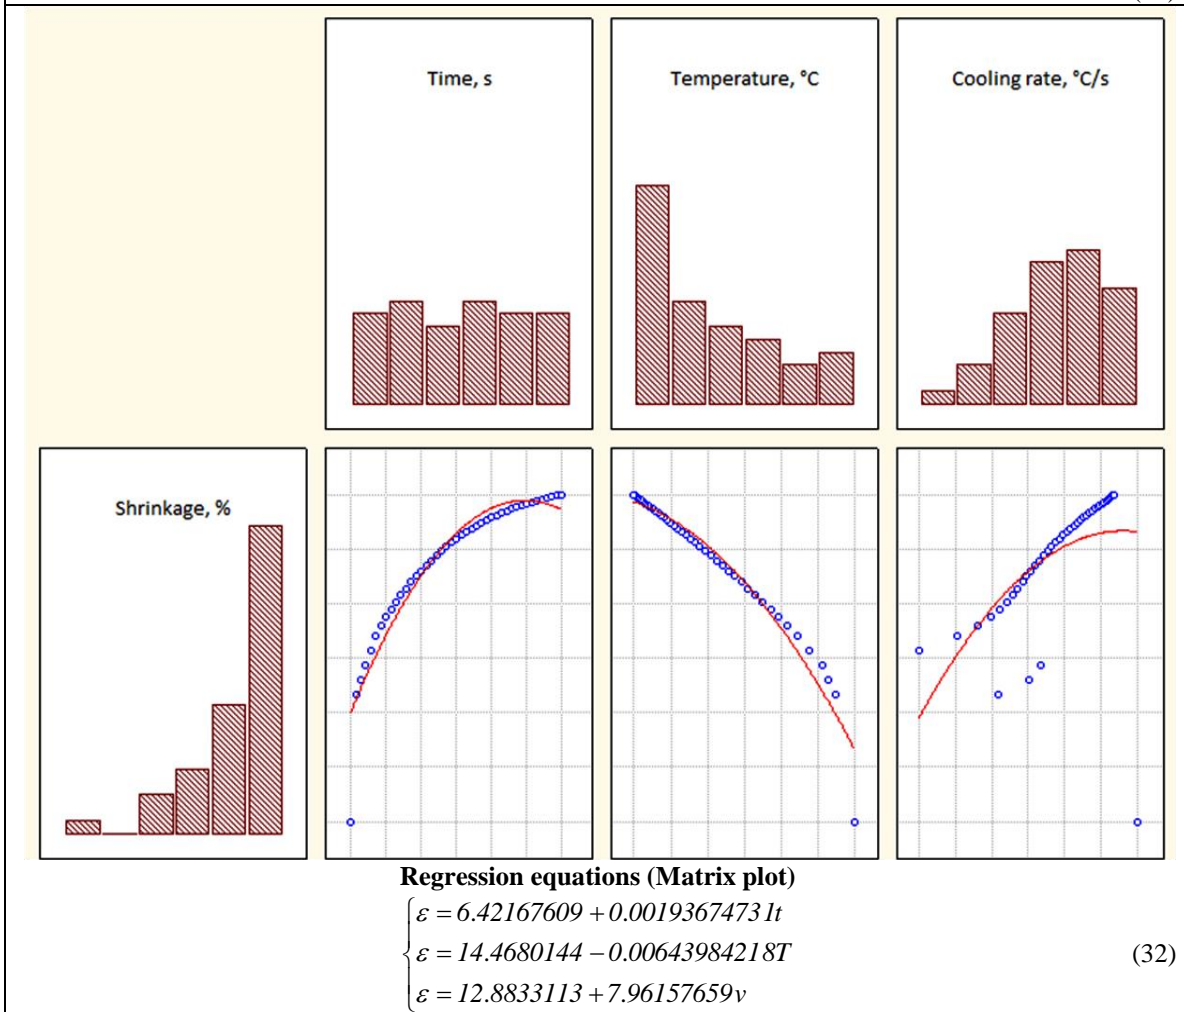 Time, s
Temperature, °C
Cooling rate, °C/s
Shrinkage, %
Regression equations (Matrix plot)
ε = 6.42167609 + 0.00193674731t
ε = 14.4680144 − 0.00643984218T
(32)
ε = 12.8833113 + 7.96157659v